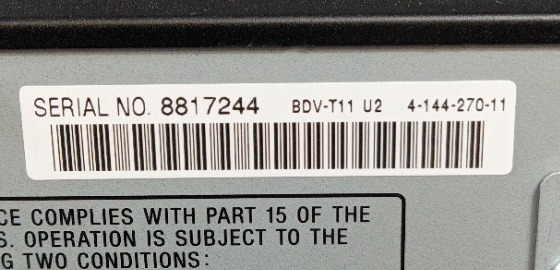 SERIAL NO. 8817244 BDV-T11 U2 4-144-270-11
CE COMPLIES WITH PART 15 OF THE
S. OPERATION IS SUBJECT TO THE
G TWO CONDITIONS: